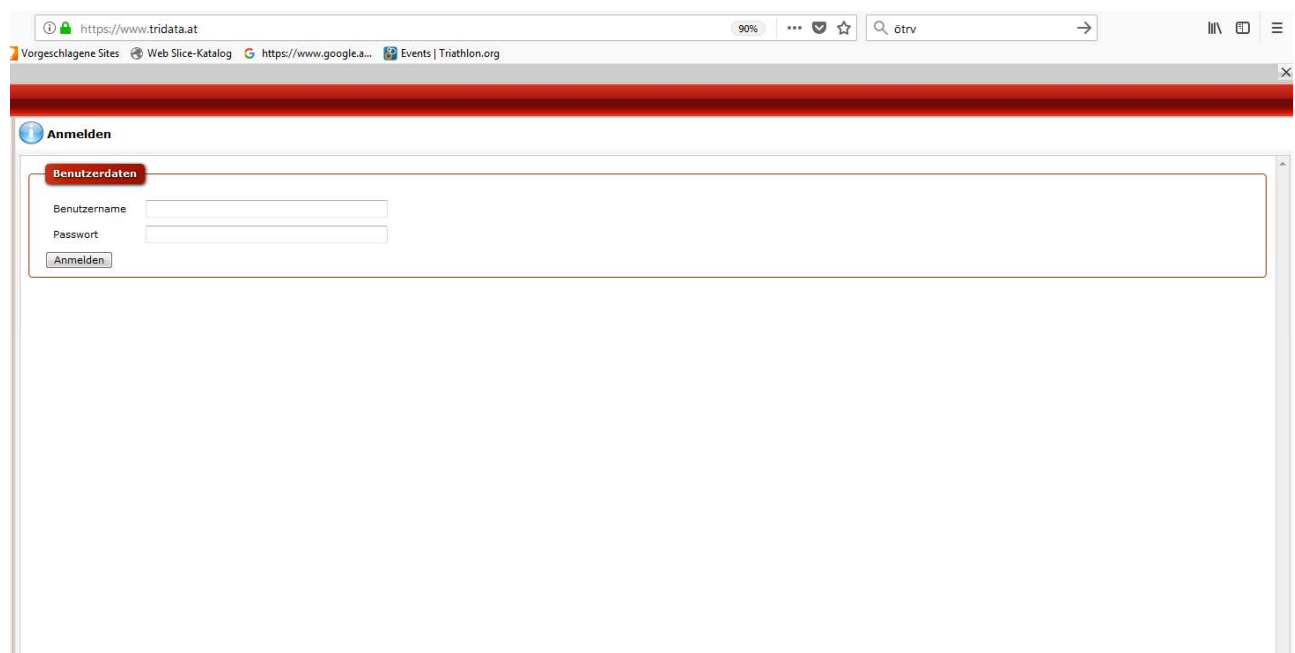 https://www.tridata.at 90% ötrv
Vorgeschlagene Sites Web Slice-Katalog https://www.google.a... Events | Triathlon.org
Anmelden
Benutzerdaten
Benutzername
Passwort
Anmelden